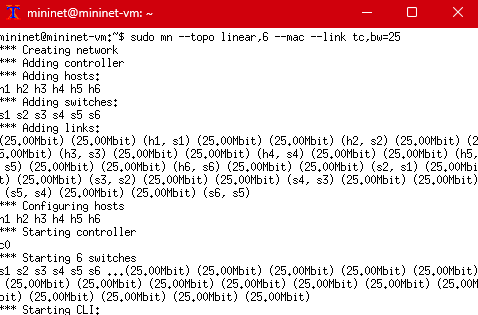 mininet@mininet-vm: ~
mininet@mininet-vm:~$ sudo mn --topo linear,6 --mac --link tc,bw=25
*** Creating network
*** Adding controller
*** Adding hosts:
h1 h2 h3 h4 h5 h6
*** Adding switches:
s1 s2 s3 s4 s5 s6
*** Adding links:
(25.00Mbit) (25.00Mbit) (h1, s1) (25.00Mbit) (25.00Mbit) (h2, s2) (25.00Mbit) (2
5.00Mbit) (h3, s3) (25.00Mbit) (25.00Mbit) (h4, s4) (25.00Mbit) (25.00Mbit) (h5,
 s5) (25.00Mbit) (25.00Mbit) (h6, s6) (25.00Mbit) (25.00Mbit) (s2, s1) (25.00Mbi
t) (25.00Mbit) (s3, s2) (25.00Mbit) (25.00Mbit) (s4, s3) (25.00Mbit) (25.00Mbit)
 (s5, s4) (25.00Mbit) (25.00Mbit) (s6, s5)
*** Configuring hosts
h1 h2 h3 h4 h5 h6
*** Starting controller
c0
*** Starting 6 switches
s1 s2 s3 s4 s5 s6 ...(25.00Mbit) (25.00Mbit) (25.00Mbit) (25.00Mbit) (25.00Mbit)
 (25.00Mbit) (25.00Mbit) (25.00Mbit) (25.00Mbit) (25.00Mbit) (25.00Mbit) (25.00M
bit) (25.00Mbit) (25.00Mbit) (25.00Mbit) (25.00Mbit)
*** Starting CLI: